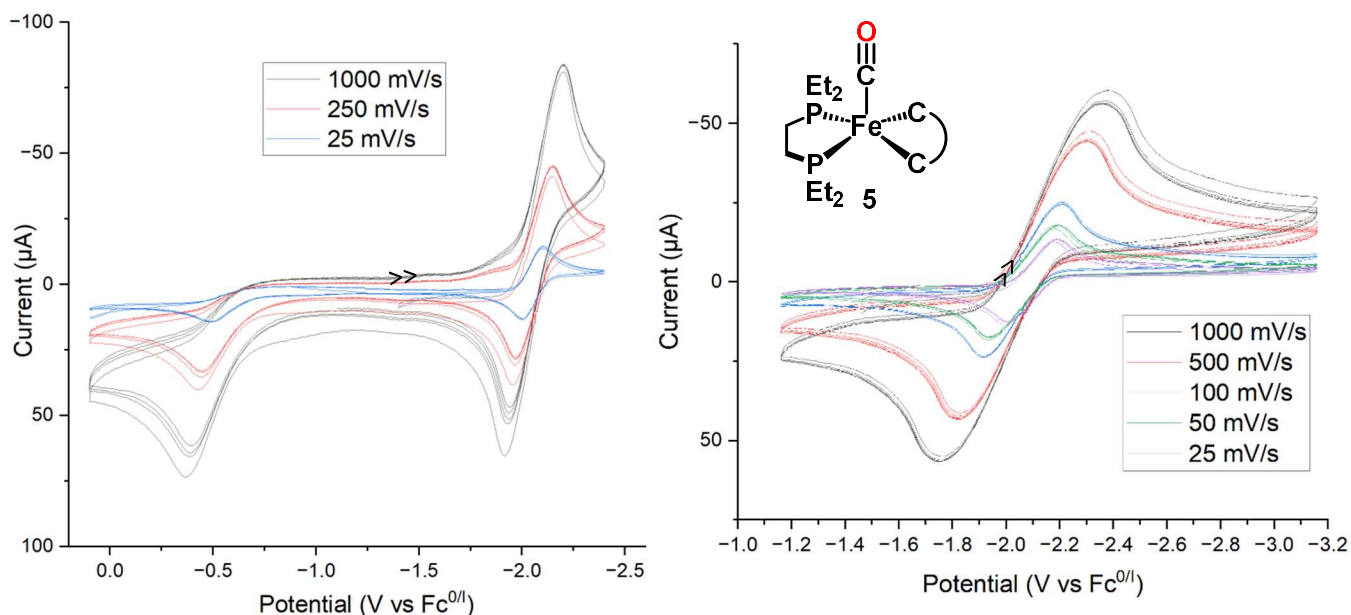 −100
−50
0
50
100
Current (µA)
1000 mV/s
250 mV/s
25 mV/s
0.0
−0.5
−1.0
−1.5
−2.0
−2.5
Potential (V vs Fc0/I)
−50
0
50
Current (µA)
O
C
Et2
P
Fe
C
P
C
Et2
5
1000 mV/s
500 mV/s
100 mV/s
50 mV/s
25 mV/s
−1.0
−1.2
−1.4
−1.6
−1.8
−2.0
−2.2
−2.4
−2.6
−2.8
−3.0
−3.2
Potential (V vs Fc0/I)